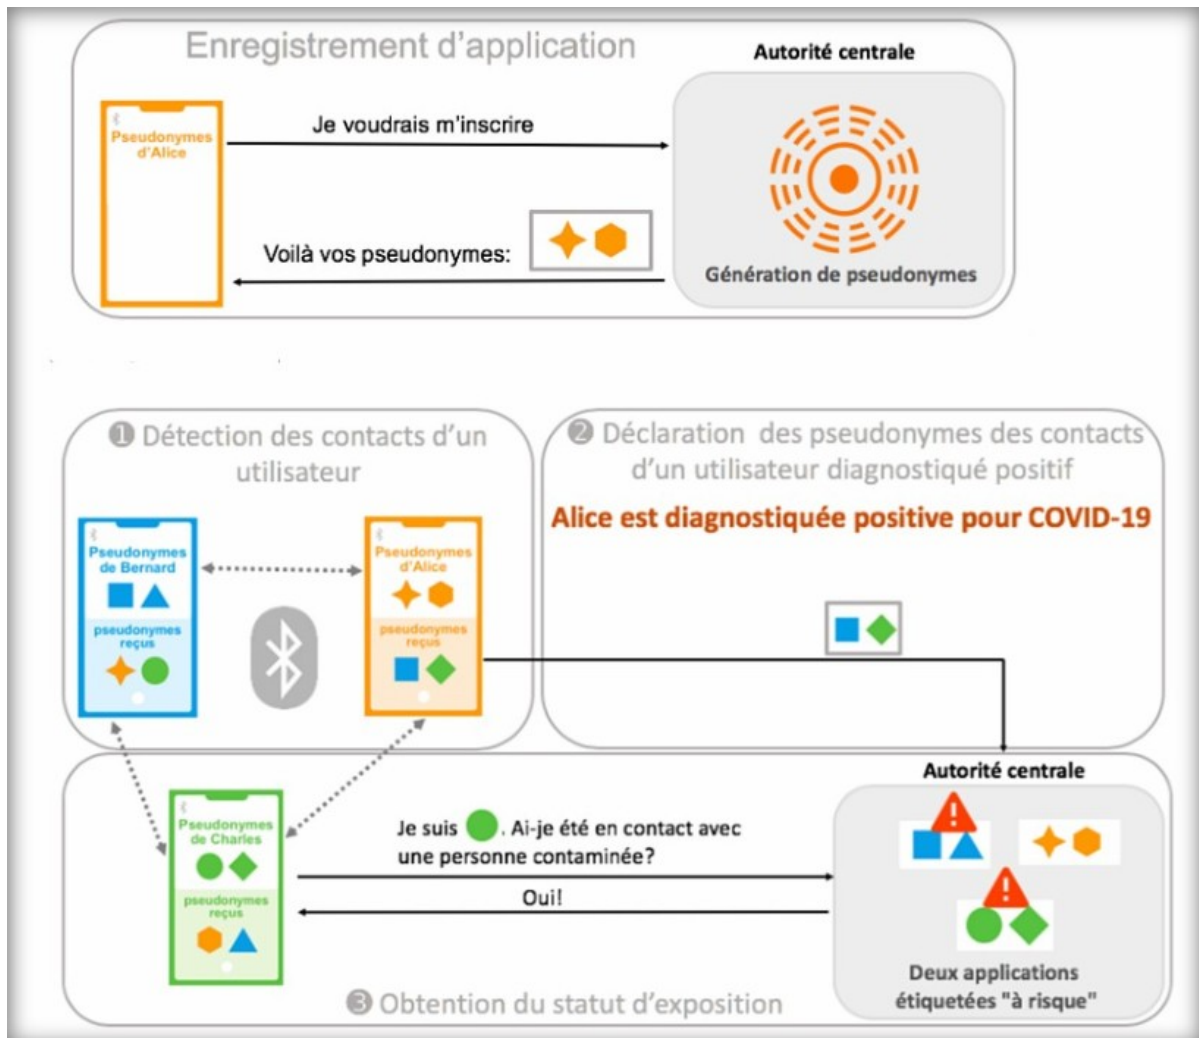 Enregistrement d'application
Autorité centrale
Pseudonymes
d'Alice
Je voudrais m'inscrire
Voilà vos pseudonymes:
Génération de pseudonymes
❶ Détection des contacts d'un
utilisateur
Pseudonymes
de Bernard
pseudonymes
reçus
Pseudonymes
d'Alice
pseudonymes
reçus
❷ Déclaration des pseudonymes des contacts
d'un utilisateur diagnostiqué positif
Alice est diagnostiquée positive pour COVID-19
Pseudonymes
de Charles
pseudonymes
reçus
Je suis . Ai-je été en contact avec
une personne contaminée?
Oui!
Autorité centrale
Deux applications
étiquetées "à risque"
❸ Obtention du statut d'exposition